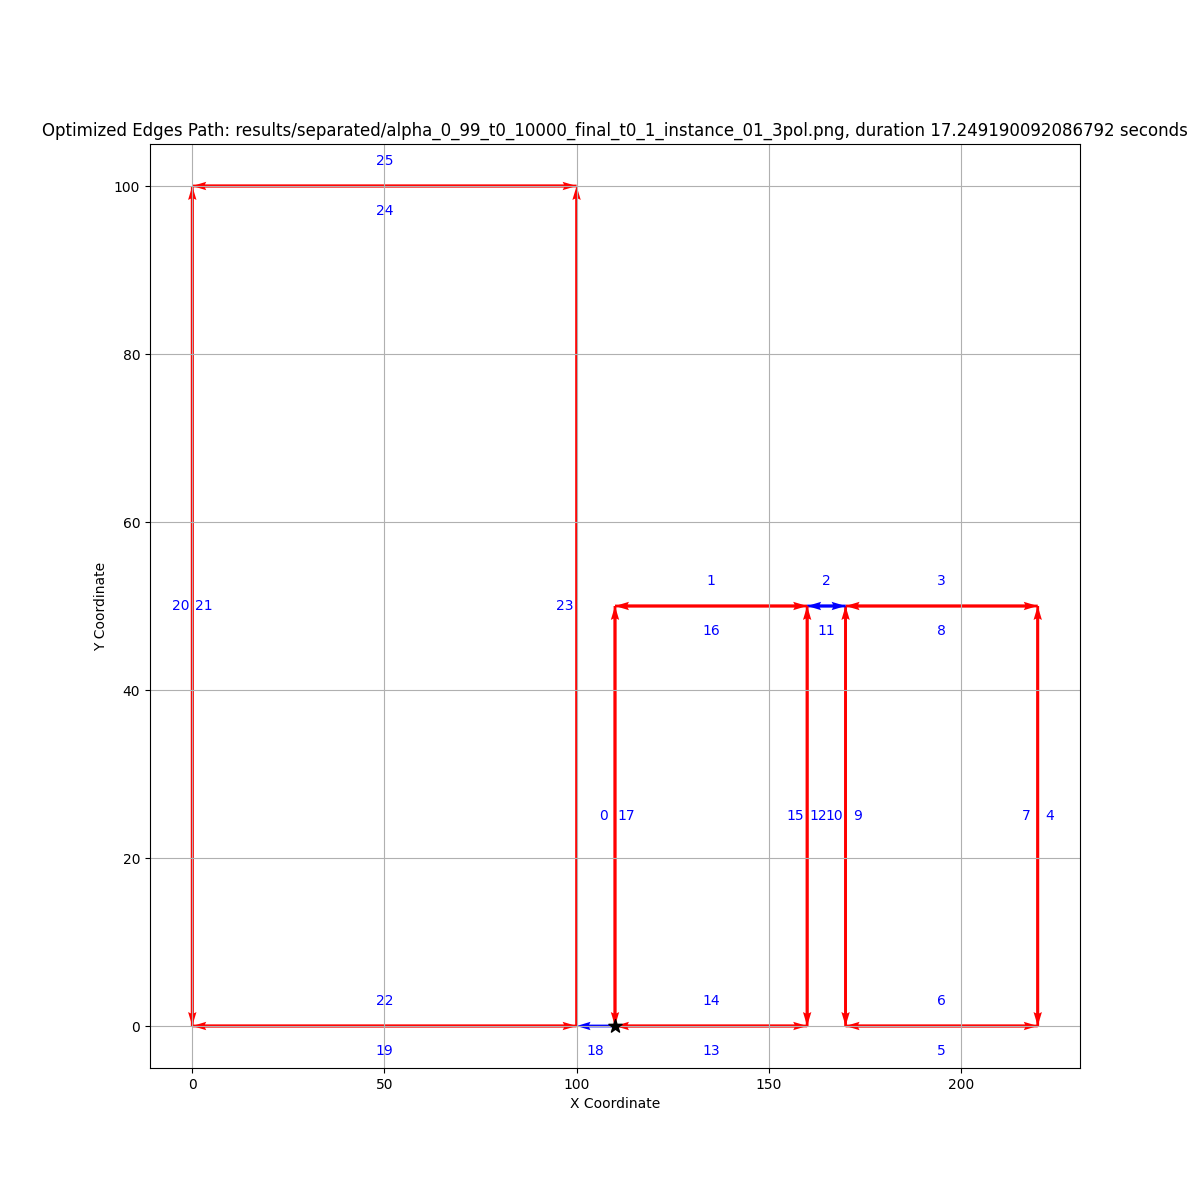 Optimized Edges Path: results/separated/alpha_0_99_t0_10000_final_t0_1_instance_01_3pol.png, duration 17.249190092086792 seconds
25
100
24
80
60
1 2 3
20 21 23
16 11 8
Y Coordinate
40
20
0 17 15 12 10 9 7 4
22 14 6
0
19 18 13 5
0 50 100 150 200
X Coordinate